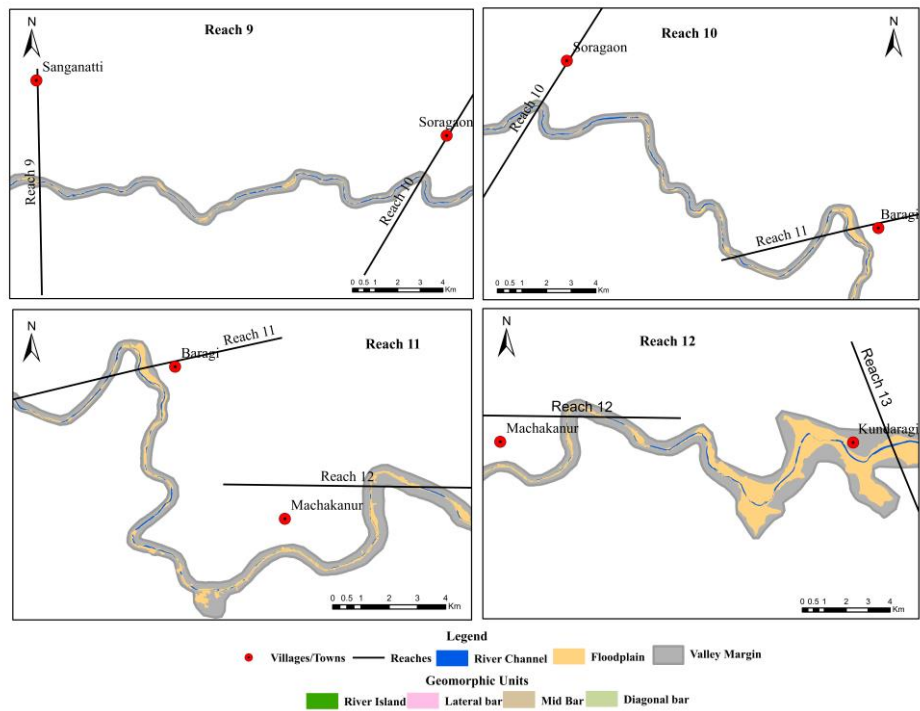 N
Reach 9
Sanganatti
Soragaon
Reach 9
Reach 10
0 0.5 1 2 3 4
Km
Reach 10
N
Soragaon
Reach 10
Baragi
Reach 11
0 0.5 1 2 3 4
Km
N
Reach 11
Baragi
Reach 11
Reach 12
Machakanur
0 0.5 1 2 3 4
Km
N
Reach 12
Reach 13
Reach 12
Machakanur
Kundaragi
0 0.5 1 2 3 4
Km
Legend
Villages/Towns Reaches River Channel Floodplain Valley Margin
Geomorphic Units
River Island Lateral bar Mid Bar Diagonal bar